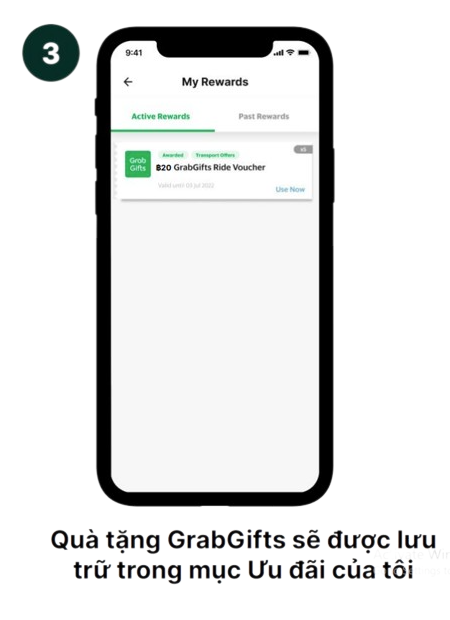 3
9:41
My Rewards
Active Rewards
Past Rewards
x5
Awarded
Transport Offers
Grab
Gifts
฿20 GrabGifts Ride Voucher
Valid until 03 Jul 2022
Use Now
Quà tặng GrabGifts sẽ được lưu
trữ trong mục Ưu đãi của tôi